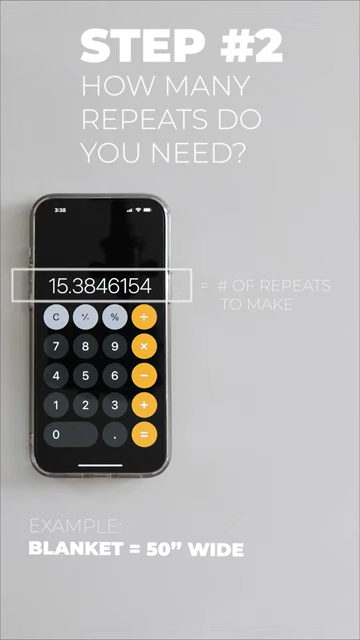 STEP #2
HOW MANY
REPEATS DO
YOU NEED?
3:38
15.3846154
= # OF REPEATS
TO MAKE
C ⁺∕₋ % ÷
7 8 9 ×
4 5 6 −
1 2 3 +
0 . =
EXAMPLE:
BLANKET = 50” WIDE